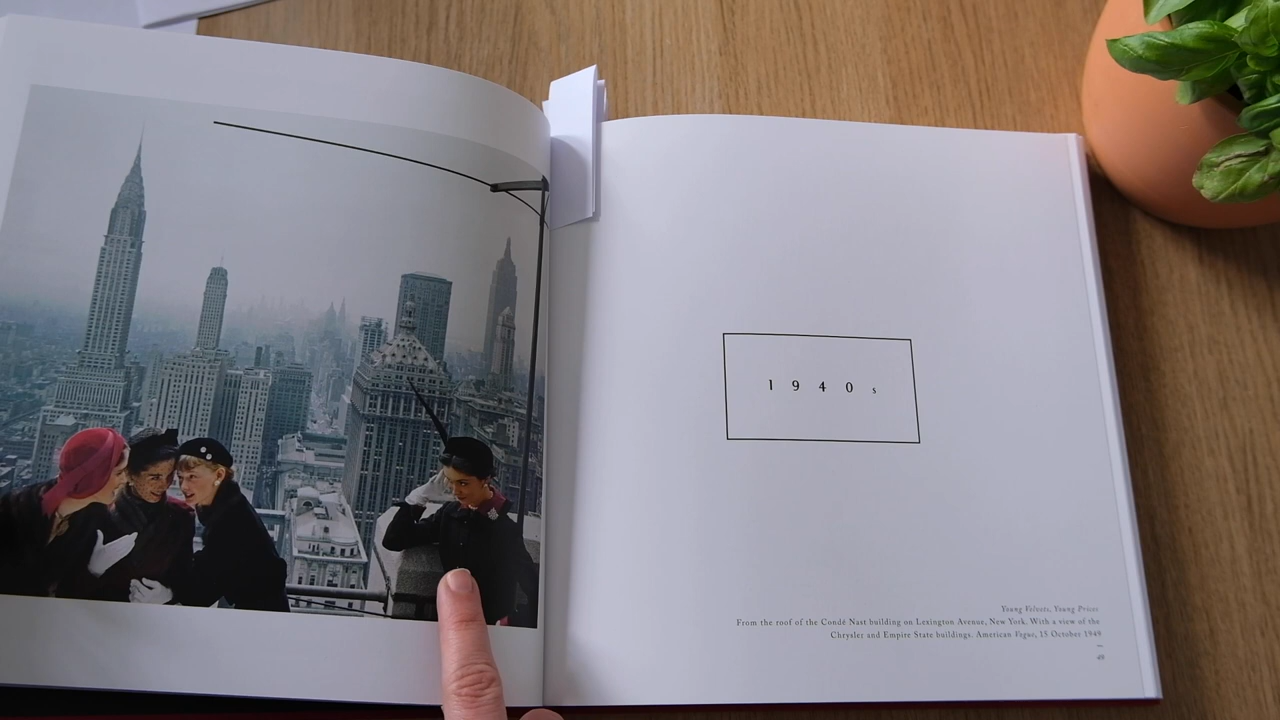 1940s
Young Velvets, Young Prices
From the roof of the Condé Nast building on Lexington Avenue, New York. With a view of the
Chrysler and Empire State buildings. American Vogue, 15 October 1949
—
49